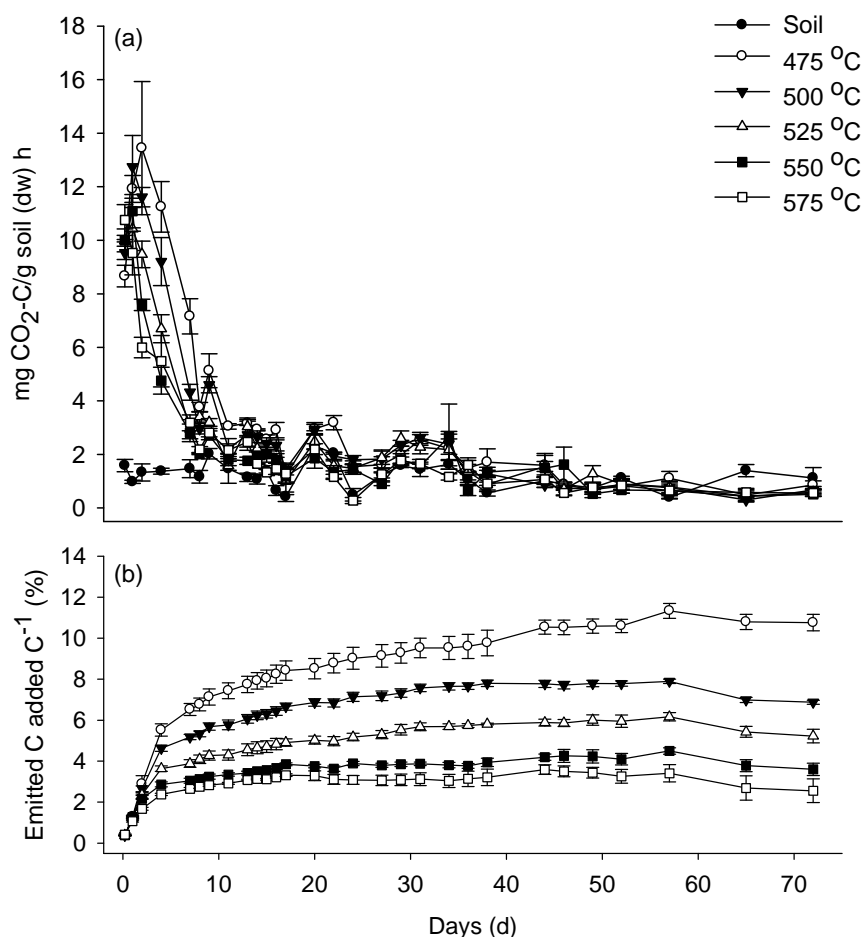 (a)
Soil
475 °C
500 °C
525 °C
550 °C
575 °C
18
16
14
12
10
8
6
4
2
0
mg CO2-C/g soil (dw) h
(b)
14
12
10
8
6
4
2
0
Emitted C added C-1 (%)
0 10 20 30 40 50 60 70
Days (d)